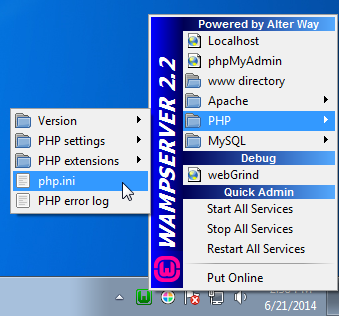 Powered by Alter Way
Localhost
phpMyAdmin
www directory
Apache
PHP
MySQL
Debug
webGrind
Quick Admin
Start All Services
Stop All Services
Restart All Services
Put Online
WAMPSERVER 2.2
Version
PHP settings
PHP extensions
php.ini
PHP error log
6/21/2014